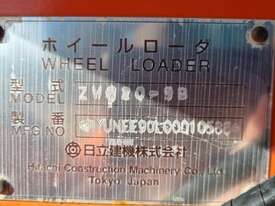 ホイールローダ
WHEEL LOADER
型式
MODEL
製番
MFG NO
日立建機株式会社
Hitachi Construction Machinery Co., Ltd.
Tokyo Japan